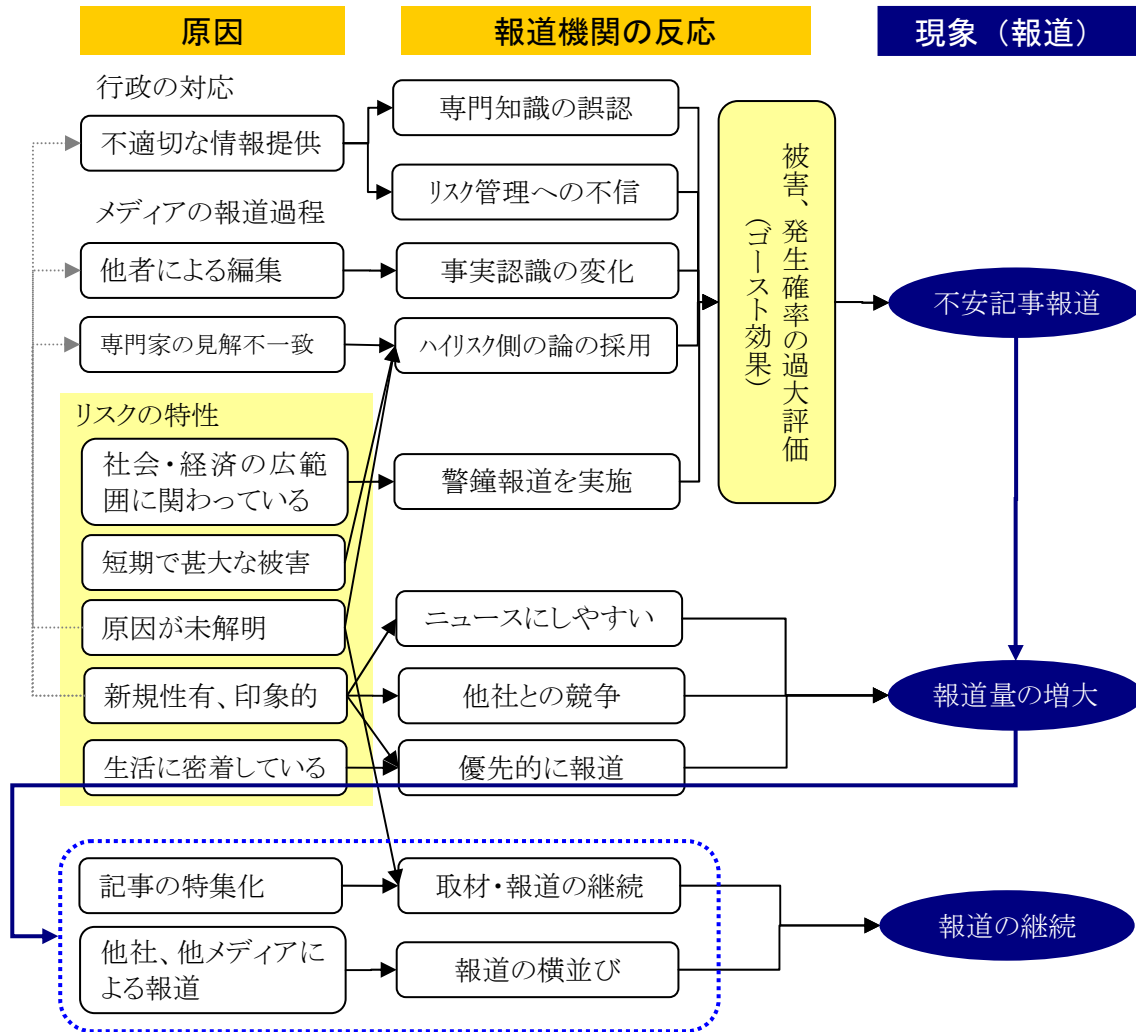 原因
報道機関の反応
現象（報道）
行政の対応
不適切な情報提供
専門知識の誤認
リスク管理への不信
メディアの報道過程
他者による編集
事実認識の変化
専門家の見解不一致
ハイリスク側の論の採用
被害、発生確率の過大評価
（ゴースト効果）
不安記事報道
リスクの特性
社会・経済の広範
囲に関わっている
警鐘報道を実施
短期で甚大な被害
原因が未解明
ニュースにしやすい
新規性有、印象的
他社との競争
報道量の増大
生活に密着している
優先的に報道
記事の特集化
取材・報道の継続
他社、他メディアに
よる報道
報道の横並び
報道の継続